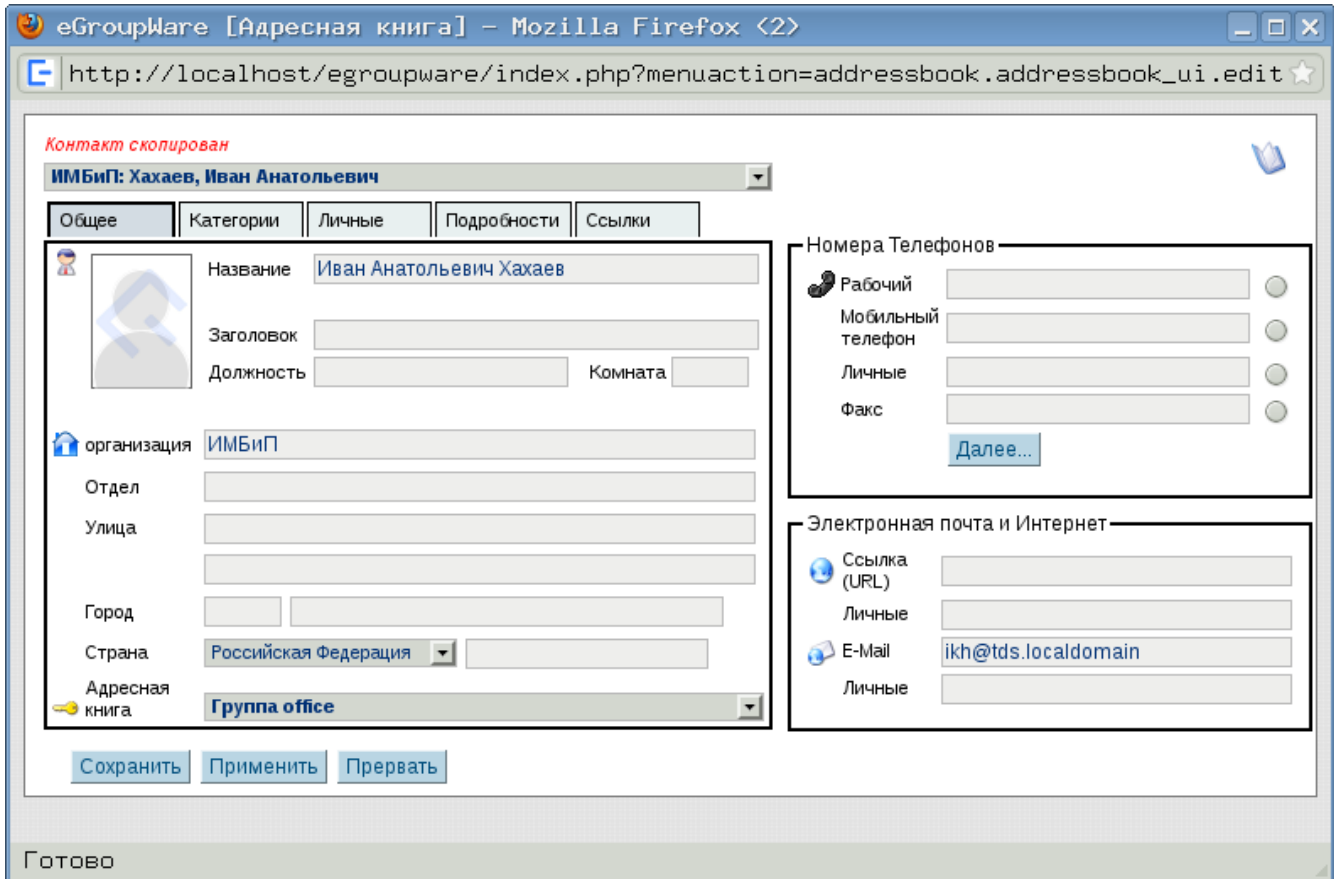 eGroupWare [Адресная книга] – Mozilla Firefox <2>
http://localhost/egroupware/index.php?menuaction=addressbook.addressbook_ui.edit
Контакт скопирован
ИМБиП: Хахаев, Иван Анатольевич
Общее Категории Личные Подробности Ссылки
Название Иван Анатольевич Хахаев
Заголовок
Должность Комната
организация ИМБиП
Отдел
Улица
Город
Страна Российская Федерация
Адресная
книга Группа office
Номера Телефонов
Рабочий
Мобильный
телефон
Личные
Факс
Далее...
Электронная почта и Интернет
Ссылка
(URL)
Личные
E-Mail ikh@tds.localdomain
Личные
Сохранить Применить Прервать
Готово